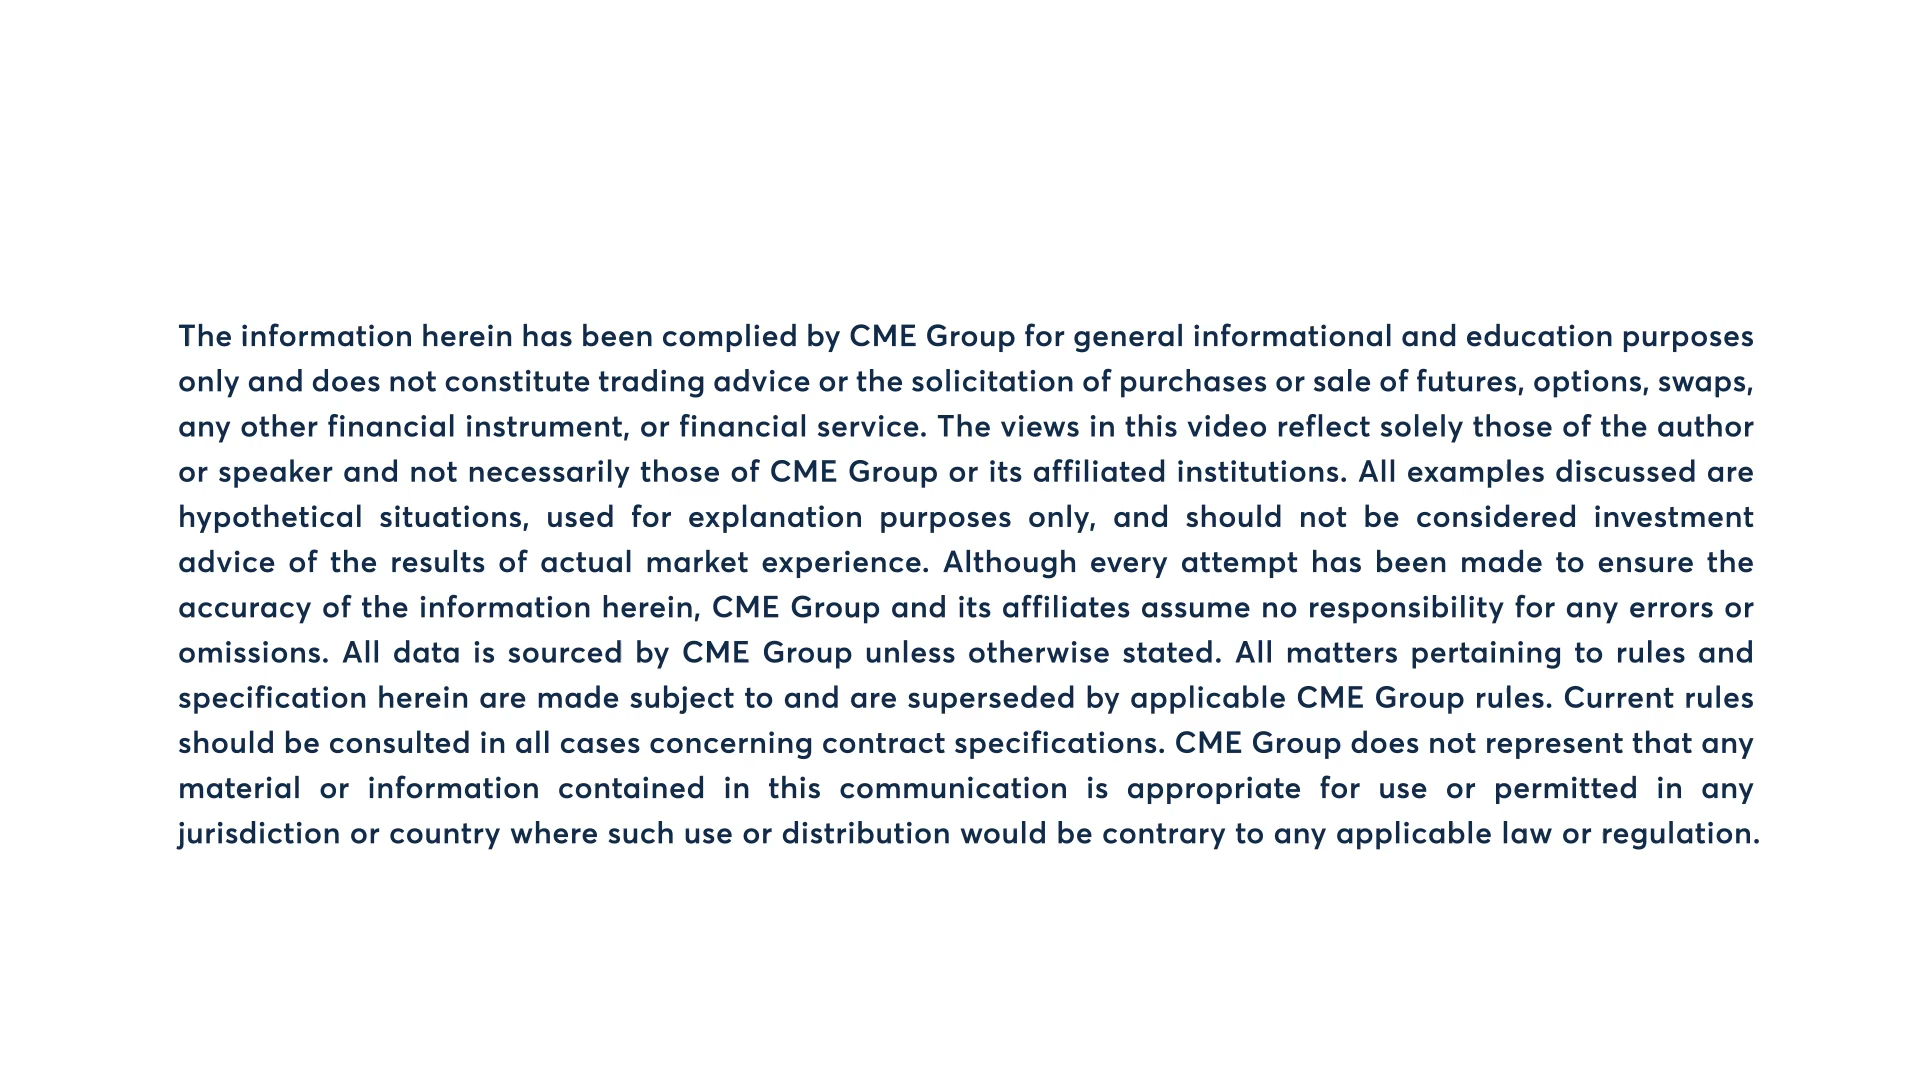 The information herein has been complied by CME Group for general informational and education purposes
only and does not constitute trading advice or the solicitation of purchases or sale of futures, options, swaps,
any other financial instrument, or financial service. The views in this video reflect solely those of the author
or speaker and not necessarily those of CME Group or its affiliated institutions. All examples discussed are
hypothetical situations, used for explanation purposes only, and should not be considered investment
advice of the results of actual market experience. Although every attempt has been made to ensure the
accuracy of the information herein, CME Group and its affiliates assume no responsibility for any errors or
omissions. All data is sourced by CME Group unless otherwise stated. All matters pertaining to rules and
specification herein are made subject to and are superseded by applicable CME Group rules. Current rules
should be consulted in all cases concerning contract specifications. CME Group does not represent that any
material or information contained in this communication is appropriate for use or permitted in any
jurisdiction or country where such use or distribution would be contrary to any applicable law or regulation.